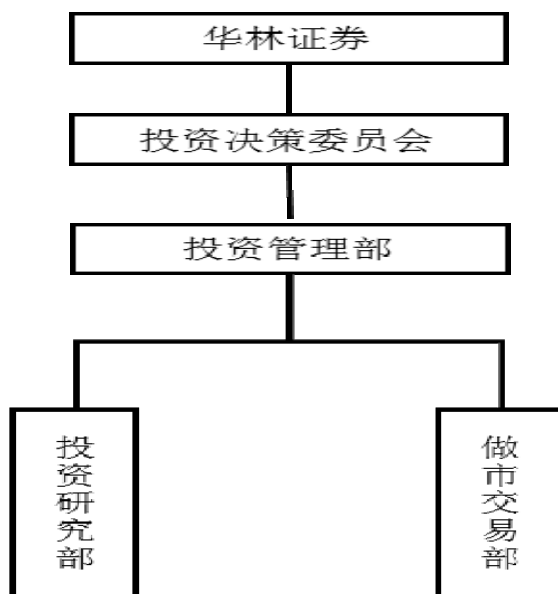 华林证券
投资决策委员会
投资管理部
投资研究部
做市交易部